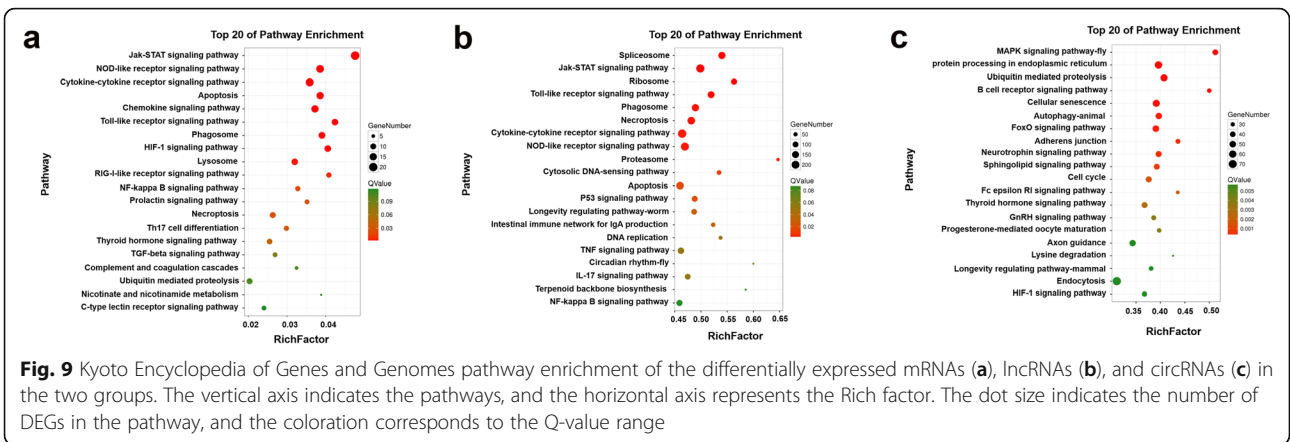 a
Top 20 of Pathway Enrichment
Jak-STAT signaling pathway
NOD-like receptor signaling pathway
Cytokine-cytokine receptor signaling pathway
Apoptosis
Chemokine signaling pathway
Toll-like receptor signaling pathway
Phagosome
HIF-1 signaling pathway
Lysosome
RIG-I-like receptor signaling pathway
NF-kappa B signaling pathway
Prolactin signaling pathway
Necroptosis
Th17 cell differentiation
Thyroid hormone signaling pathway
TGF-beta signaling pathway
Complement and coagulation cascades
Ubiquitin mediated proteolysis
Nicotinate and nicotinamide metabolism
C-type lectin receptor signaling pathway
Pathway
0.02 0.03 0.04
RichFactor
GeneNumber
5
10
15
20
QValue
0.09
0.06
0.03
b
Top 20 of Pathway Enrichment
Spliceosome
Jak-STAT signaling pathway
Ribosome
Toll-like receptor signaling pathway
Phagosome
Necroptosis
Cytokine-cytokine receptor signaling pathway
NOD-like receptor signaling pathway
Proteasome
Cytosolic DNA-sensing pathway
Apoptosis
P53 signaling pathway
Longevity regulating pathway-worm
Intestinal immune network for IgA production
DNA replication
TNF signaling pathway
Circadian rhythm-fly
IL-17 signaling pathway
Terpenoid backbone biosynthesis
NF-kappa B signaling pathway
Pathway
0.45 0.50 0.55 0.60 0.65
RichFactor
GeneNumber
50
100
150
200
QValue
0.08
0.06
0.04
0.02
c
Top 20 of Pathway Enrichment
MAPK signaling pathway-fly
protein processing in endoplasmic reticulum
Ubiquitin mediated proteolysis
B cell receptor signaling pathway
Cellular senescence
Autophagy-animal
FoxO signaling pathway
Adherens junction
Neurotrophin signaling pathway
Sphingolipid signaling pathway
Cell cycle
Fc epsilon RI signaling pathway
Thyroid hormone signaling pathway
GnRH signaling pathway
Progesterone-mediated oocyte maturation
Axon guidance
Lysine degradation
Longevity regulating pathway-mammal
Endocytosis
HIF-1 signaling pathway
Pathway
0.35 0.40 0.40 0.50
RichFactor
GeneNumber
30
40
50
60
70
QValue
0.005
0.004
0.003
0.002
0.001
Fig. 9 Kyoto Encyclopedia of Genes and Genomes pathway enrichment of the differentially expressed mRNAs (a), lncRNAs (b), and circRNAs (c) in
the two groups. The vertical axis indicates the pathways, and the horizontal axis represents the Rich factor. The dot size indicates the number of
DEGs in the pathway, and the coloration corresponds to the Q-value range